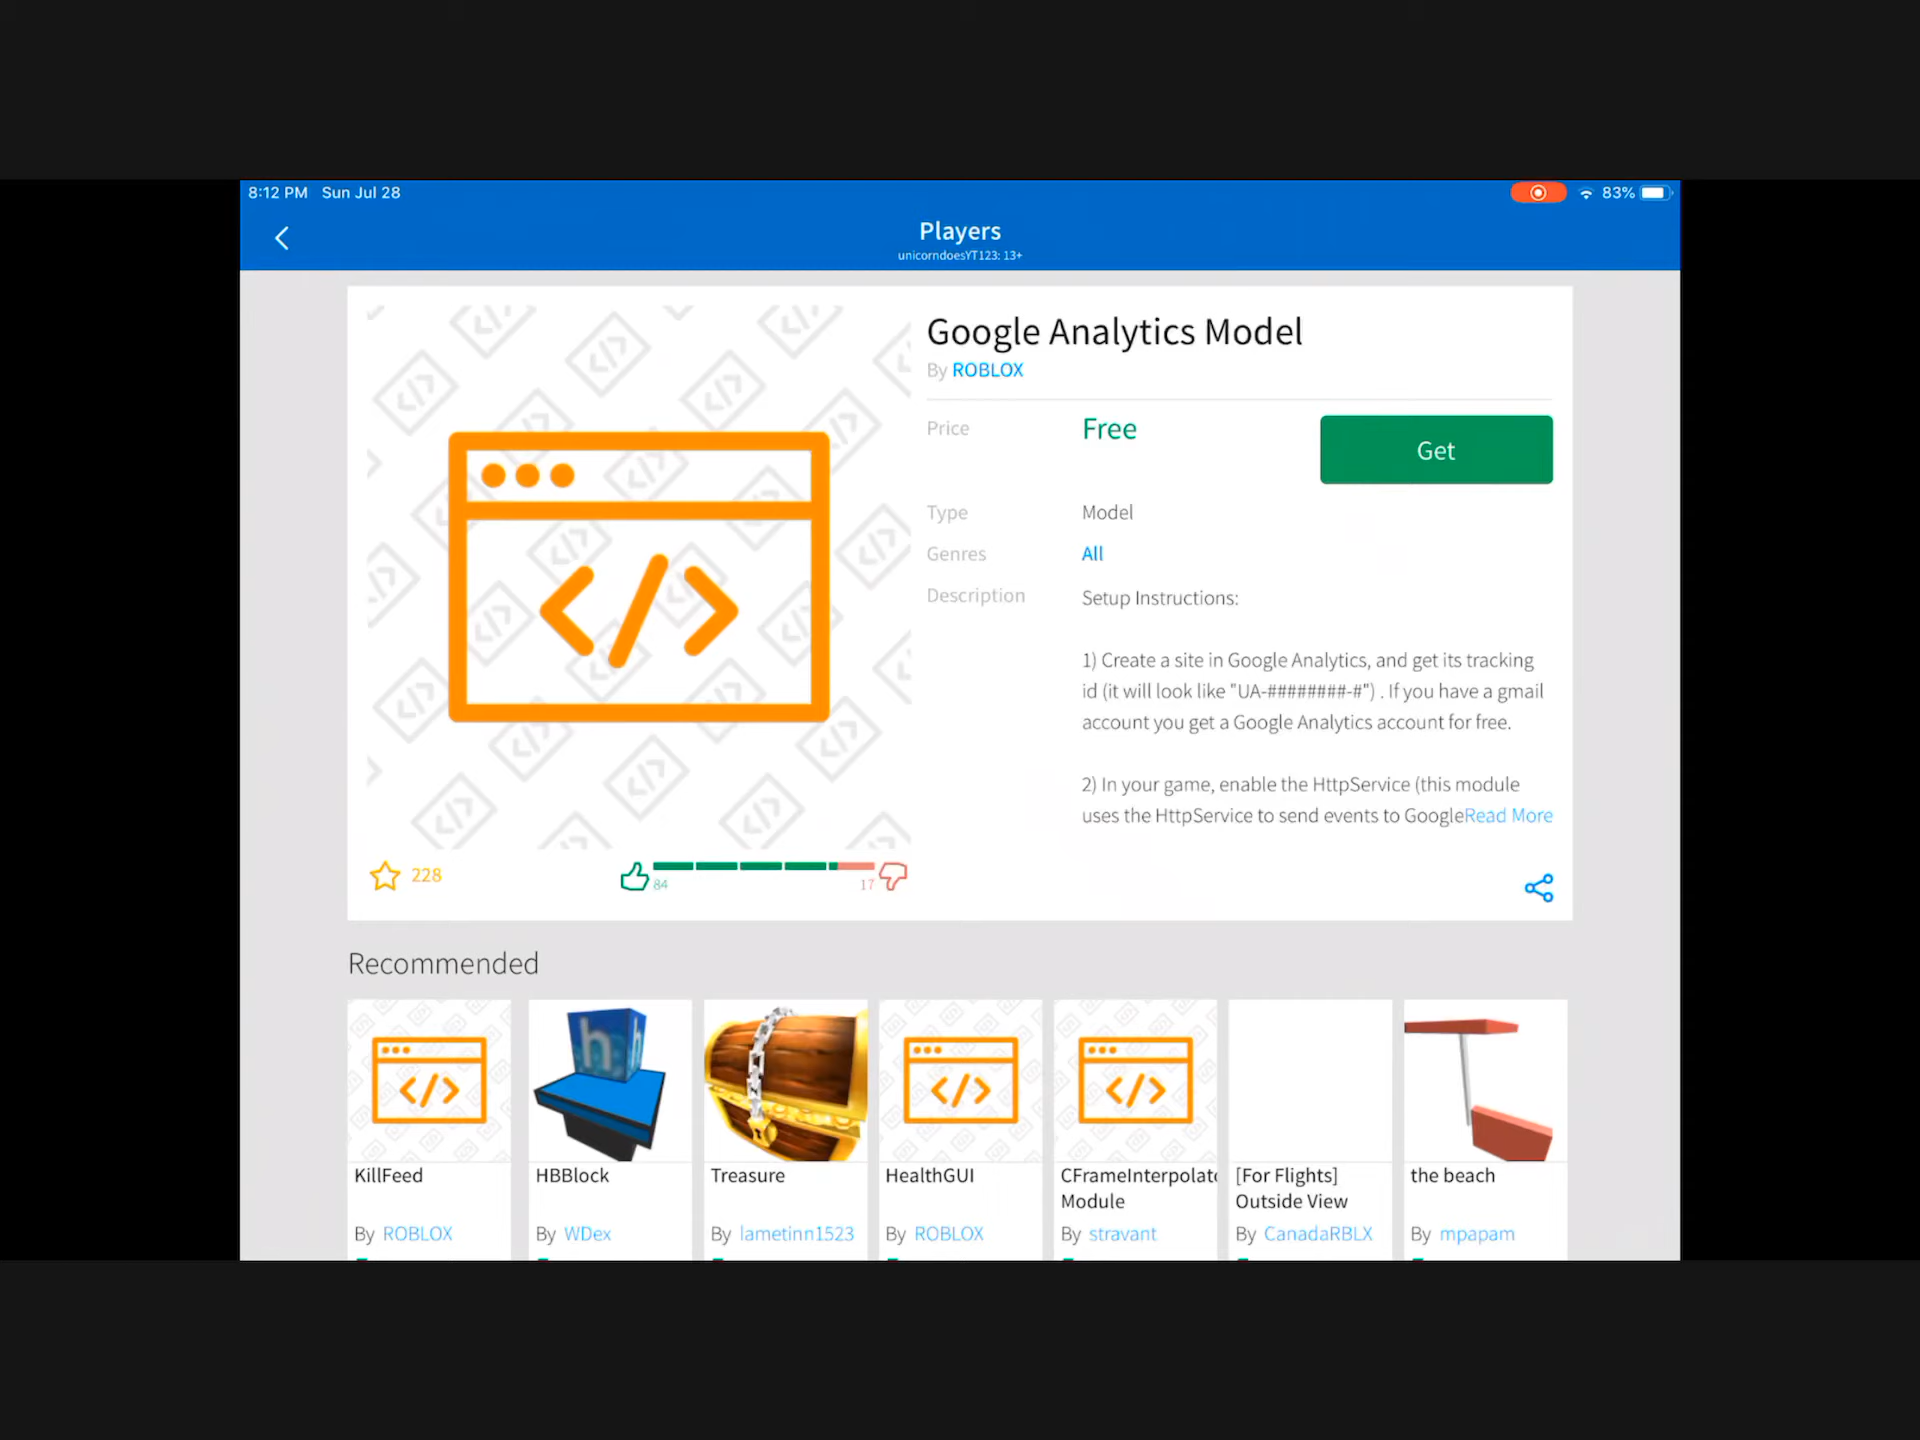 8:12 PM Sun Jul 28
83%
Players
unicorndoesYT123: 13+
Google Analytics Model
By ROBLOX
Price Free Get
Type Model
Genres All
Description Setup Instructions:
1) Create a site in Google Analytics, and get its tracking
id (it will look like "UA-########-#") . If you have a gmail
account you get a Google Analytics account for free.
2) In your game, enable the HttpService (this module
uses the HttpService to send events to GoogleRead More
228
84
17
Recommended
h h
KillFeed
By ROBLOX
HBBlock
By WDex
Treasure
By lametinn1523
HealthGUI
By ROBLOX
CFrameInterpolato
Module
By stravant
[For Flights]
Outside View
By CanadaRBLX
the beach
By mpapam